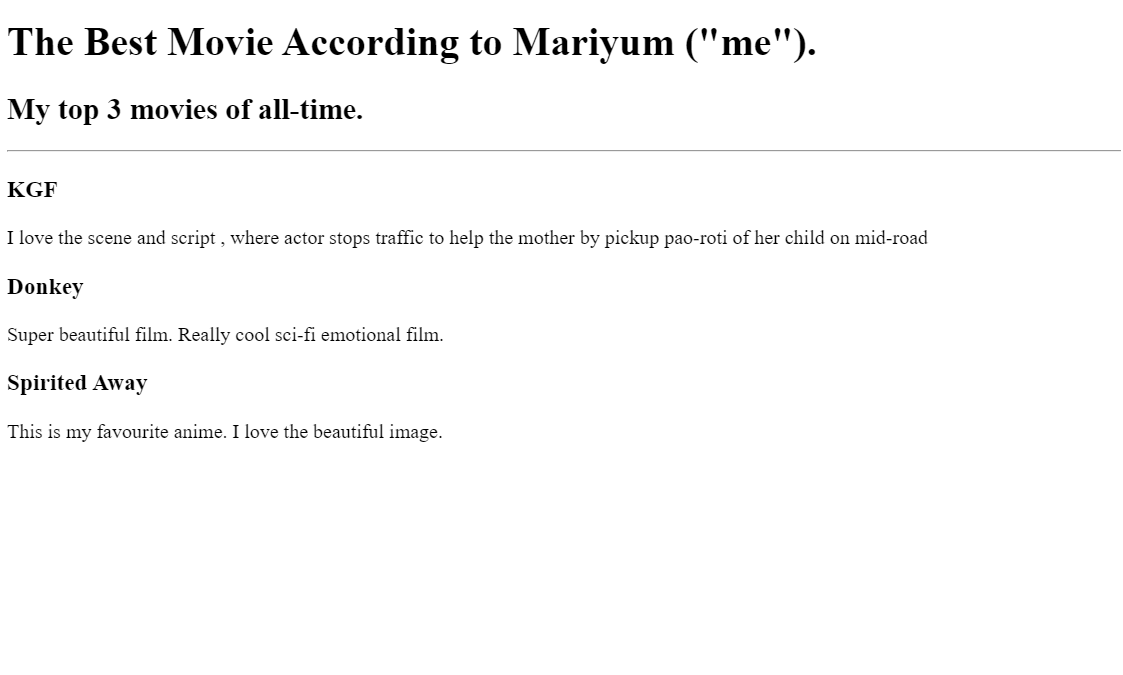 The Best Movie According to Mariyum ("me").
My top 3 movies of all-time.
KGF
I love the scene and script , where actor stops traffic to help the mother by pickup pao-roti of her child on mid-road
Donkey
Super beautiful film. Really cool sci-fi emotional film.
Spirited Away
This is my favourite anime. I love the beautiful image.